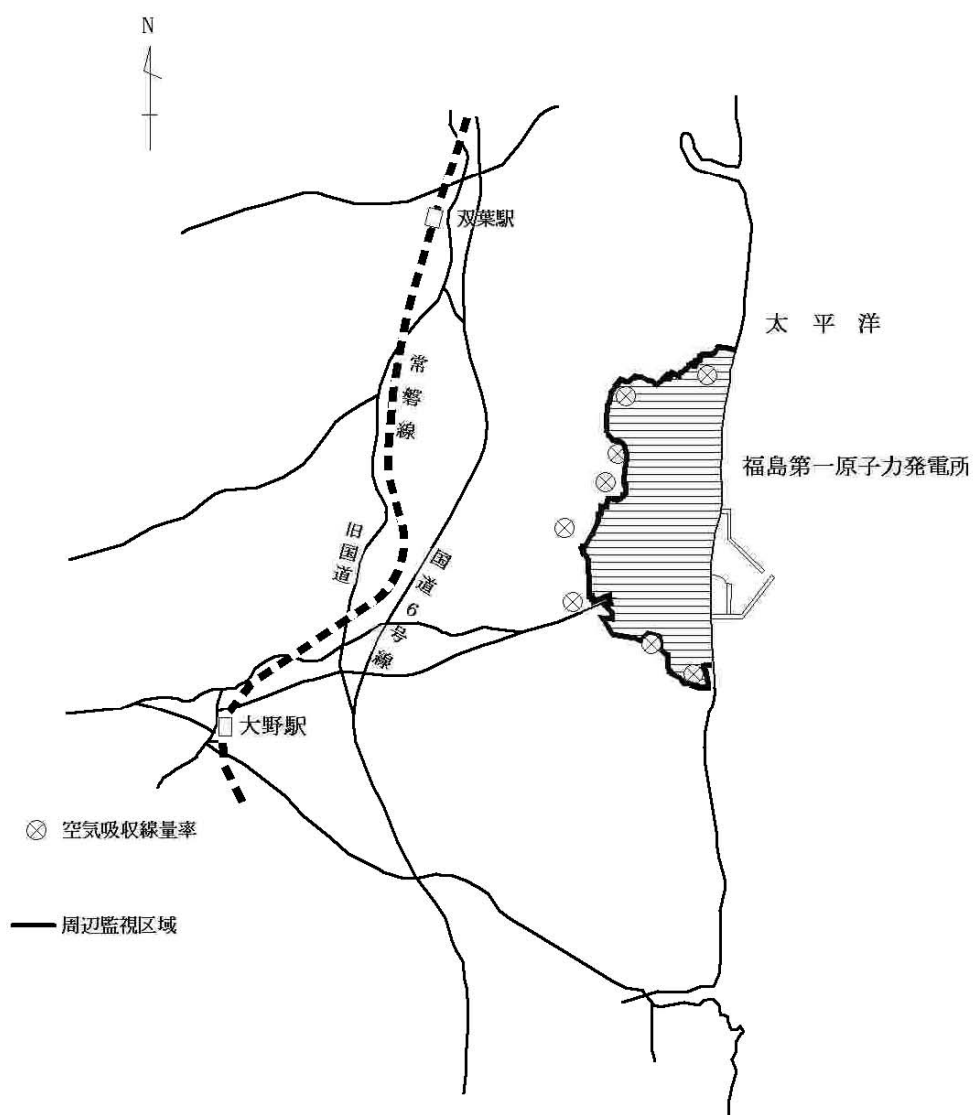 N
双葉駅
太平洋
常磐線
福島第一原子力発電所
旧国道
国道6号線
大野駅
空気吸収線量率
周辺監視区域